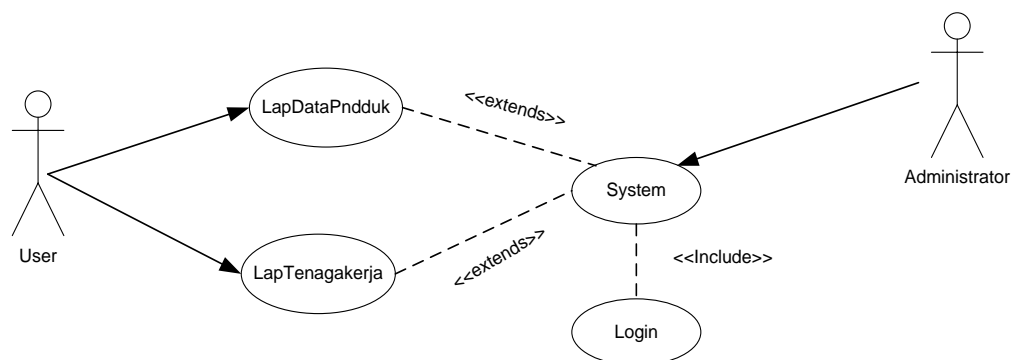 LapDataPndduk
<<extends>>
Administrator
System
User
LapTenagakerja
<<extends>>
<<Include>>
Login